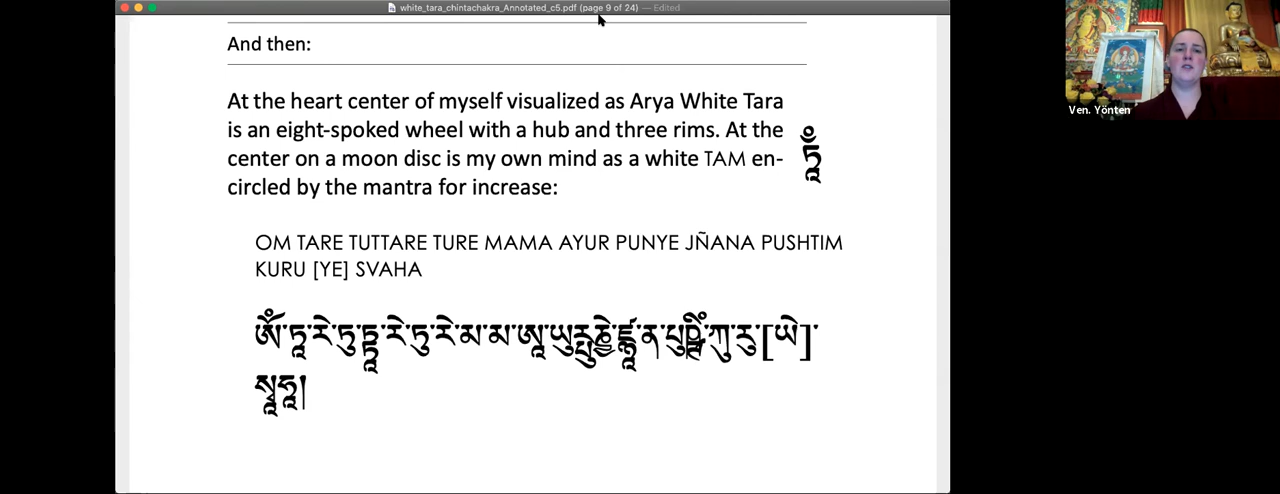 white_tara_chintachakra_Annotated_c5.pdf (page 9 of 24) — Edited
And then:
At the heart center of myself visualized as Arya White Tara
is an eight-spoked wheel with a hub and three rims. At the
center on a moon disc is my own mind as a white TAM en-
circled by the mantra for increase:
ཏཱཾ
OM TARE TUTTARE TURE MAMA AYUR PUNYE JÑANA PUSHTIM
KURU [YE] SVAHA
ༀ་ཏཱ་རེ་ཏུ་ཏྟཱ་རེ་ཏུ་རེ་མ་མ་ཨཱ་ཡུརྤུཎྱེ་ཛྙཱ་ན་པུཥྚིཾ་ཀུ་རུ་[ཡེ]་
སྭཱཧཱ།
Ven. Yönten